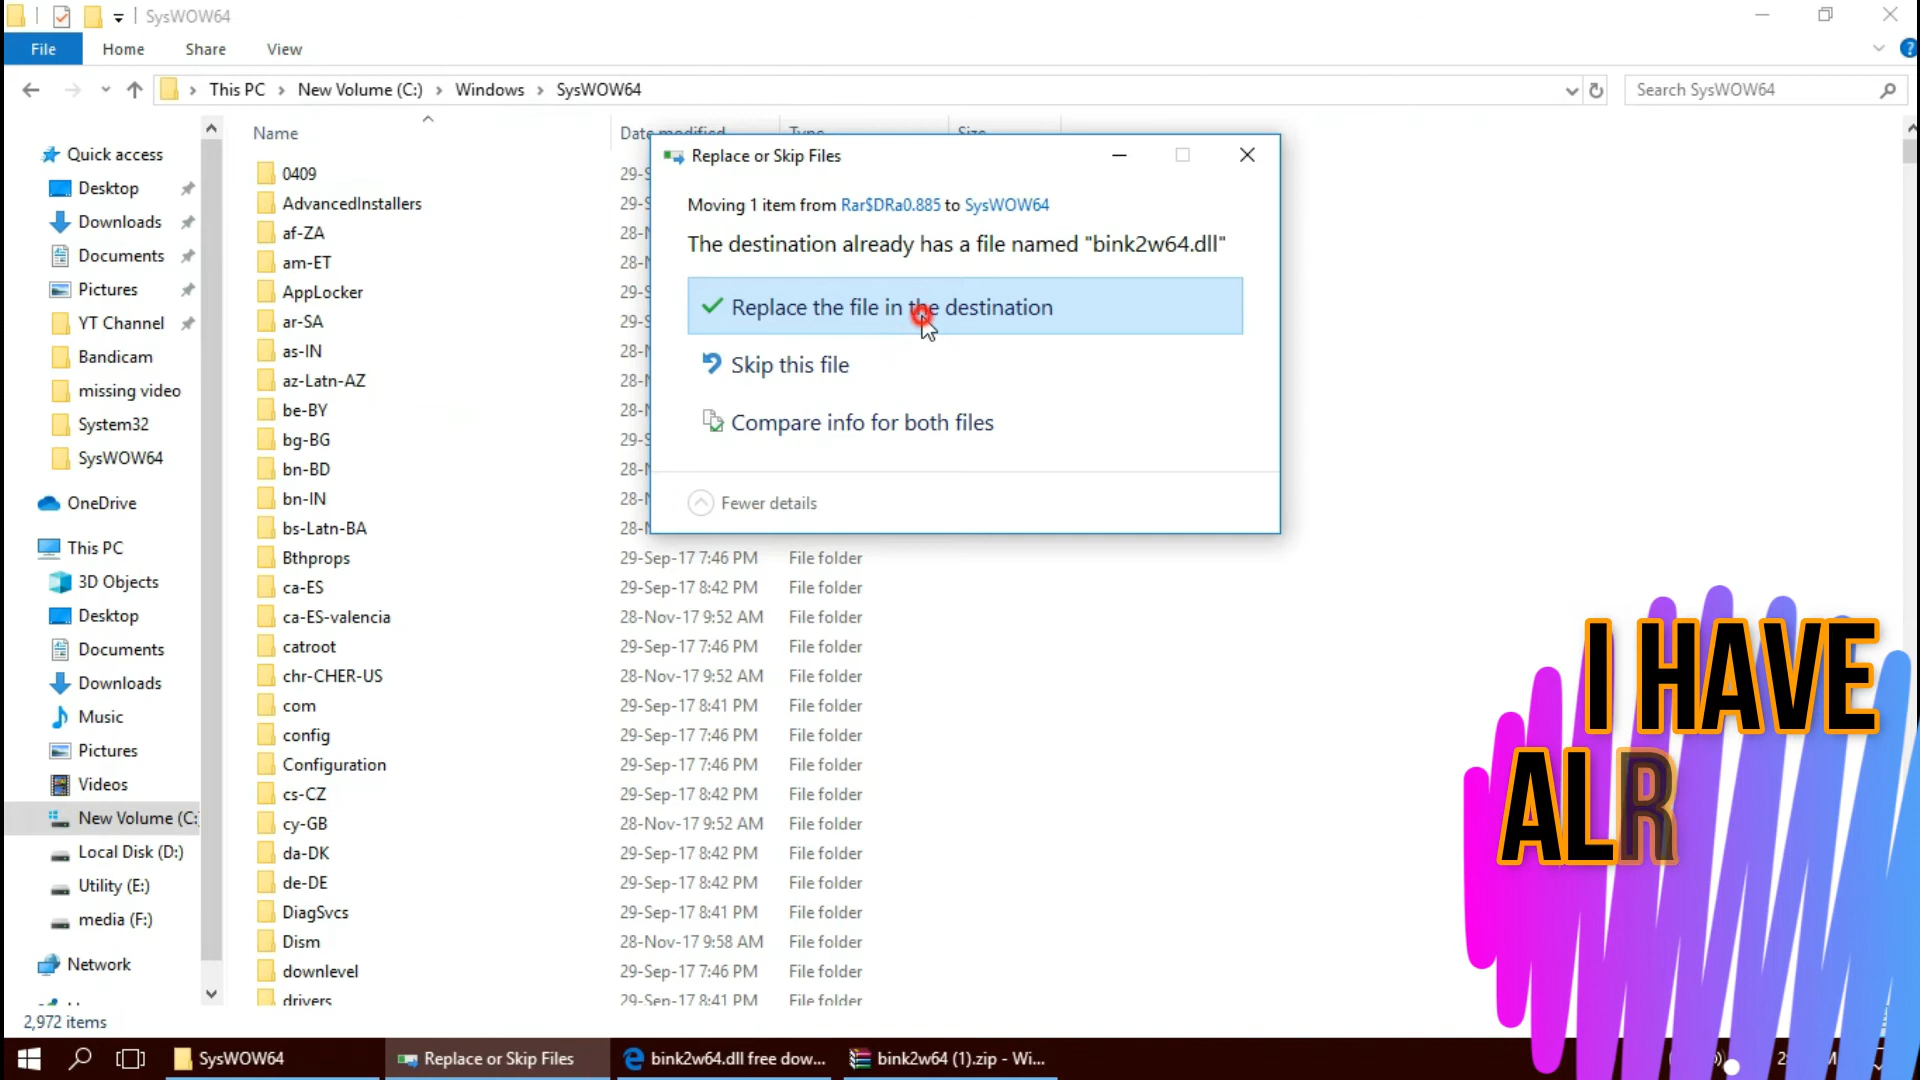 SysWOW64
File Home Share View
This PC New Volume (C:) Windows SysWOW64
Search SysWOW64
Name Date modified Type Size
Quick access
Desktop
Downloads
Documents
Pictures
YT Channel
Bandicam
missing video
System32
SysWOW64
OneDrive
This PC
3D Objects
Desktop
Documents
Downloads
Music
Pictures
Videos
New Volume (C:
Local Disk (D:)
Utility (E:)
media (F:)
Network
0409
AdvancedInstallers
af-ZA
am-ET
AppLocker
ar-SA
as-IN
az-Latn-AZ
be-BY
bg-BG
bn-BD
bn-IN
bs-Latn-BA
Bthprops 29-Sep-17 7:46 PM File folder
ca-ES 29-Sep-17 8:42 PM File folder
ca-ES-valencia 28-Nov-17 9:52 AM File folder
catroot 29-Sep-17 7:46 PM File folder
chr-CHER-US 28-Nov-17 9:52 AM File folder
com 29-Sep-17 8:41 PM File folder
config 29-Sep-17 7:46 PM File folder
Configuration 29-Sep-17 7:46 PM File folder
cs-CZ 29-Sep-17 8:42 PM File folder
cy-GB 28-Nov-17 9:52 AM File folder
da-DK 29-Sep-17 8:42 PM File folder
de-DE 29-Sep-17 8:42 PM File folder
DiagSvcs 29-Sep-17 8:41 PM File folder
Dism 28-Nov-17 9:58 AM File folder
downlevel 29-Sep-17 7:46 PM File folder
drivers 29-Sep-17 8:41 PM File folder
Replace or Skip Files
Moving 1 item from Rar$DRa0.885 to SysWOW64
The destination already has a file named "bink2w64.dll"
Replace the file in the destination
Skip this file
Compare info for both files
Fewer details
I HAVE
ALR
2,972 items
SysWOW64 Replace or Skip Files bink2w64.dll free dow... bink2w64 (1).zip - Wi...